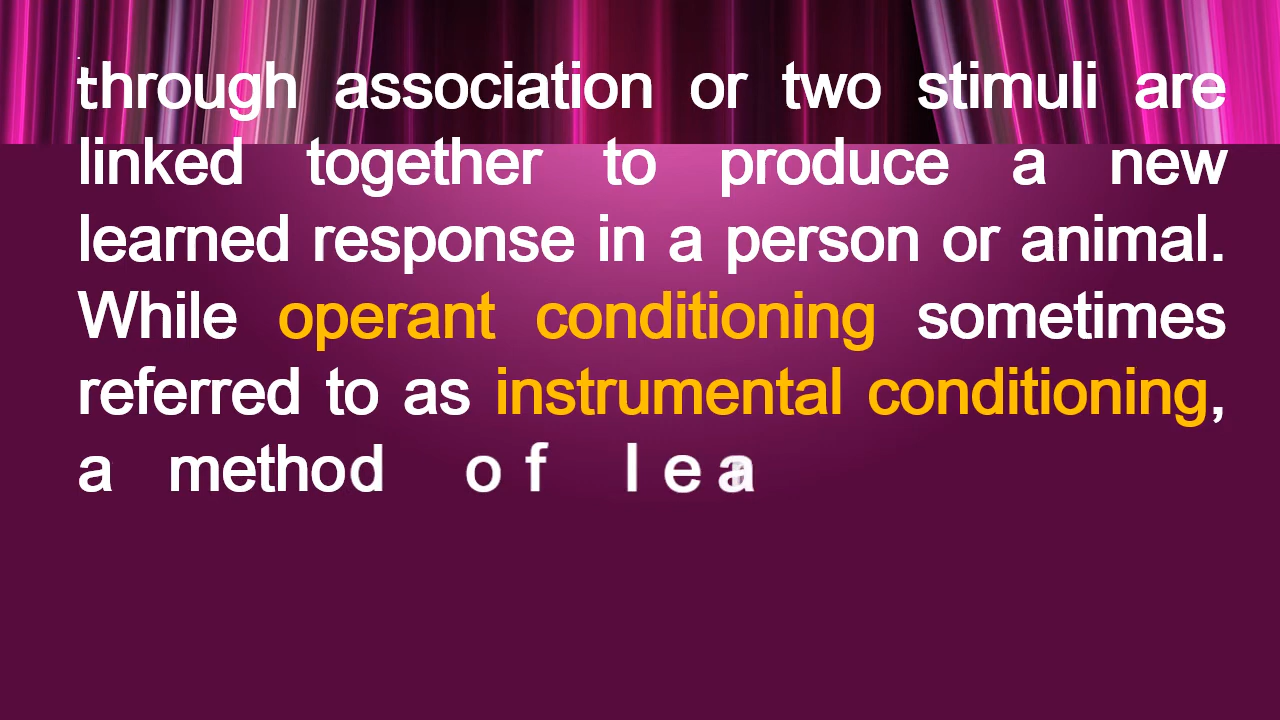 through association or two stimuli are
linked together to produce a new
learned response in a person or animal.
While operant conditioning sometimes
referred to as instrumental conditioning,
a method of